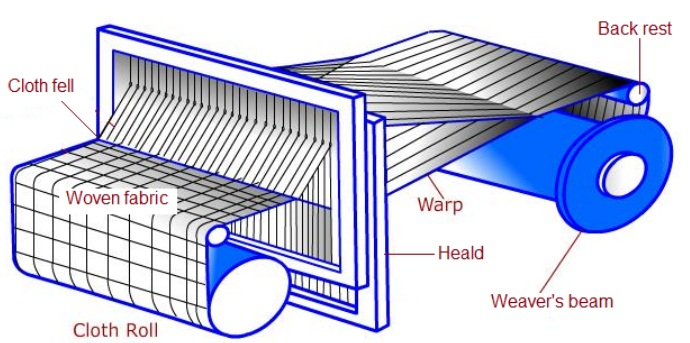 Back rest
Cloth fell
Woven fabric
Warp
Heald
Weaver's beam
Cloth Roll